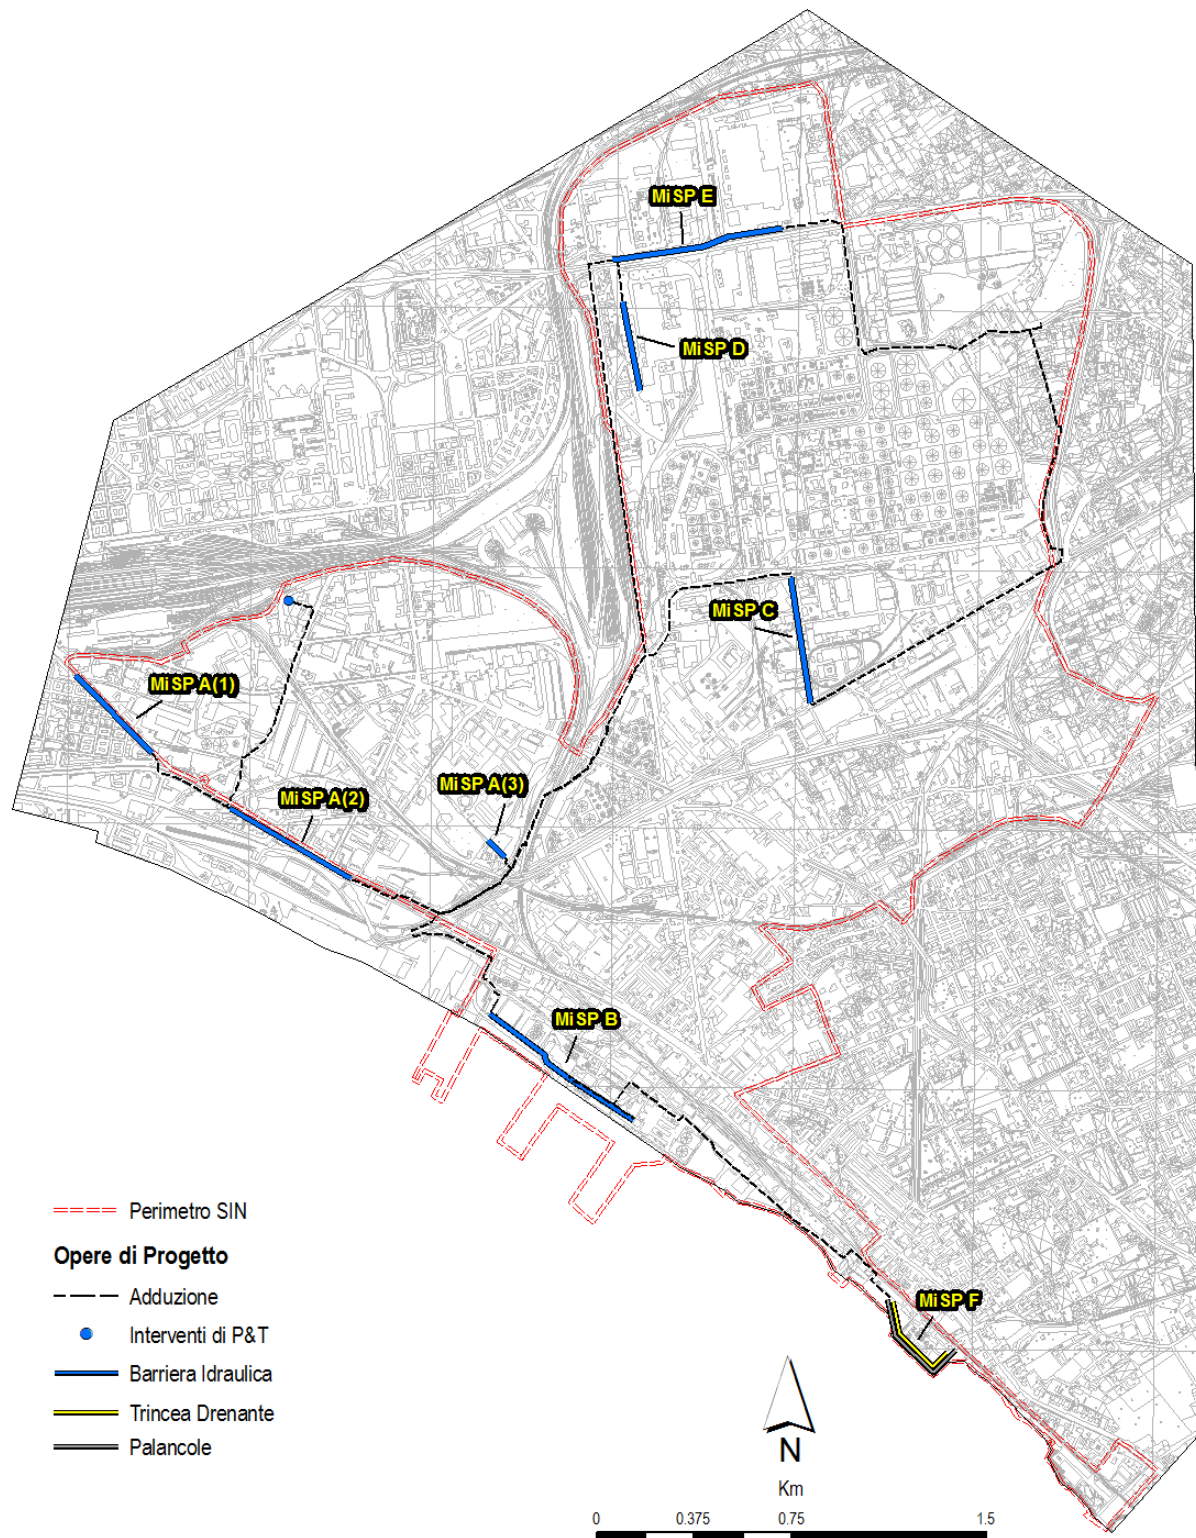 MiSP E
MiSP D
MiSP C
MiSP A(1)
MiSP A(3)
MiSP A(2)
MiSP B
MiSP F
Perimetro SIN
Opere di Progetto
Adduzione
Interventi di P&T
Barriera Idraulica
Trincea Drenante
Palancole
N
Km
0 0.375 0.75 1.5